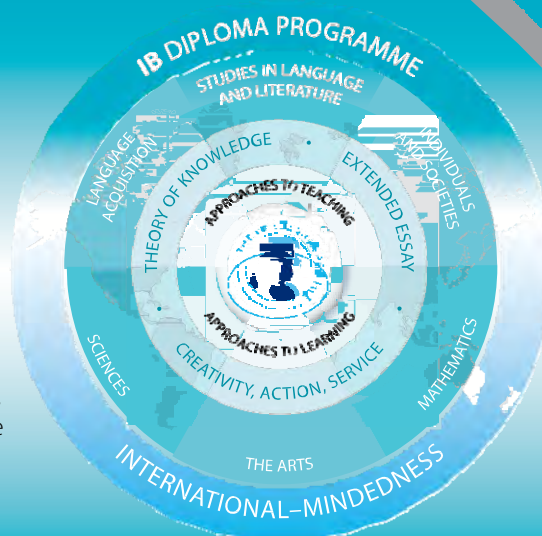 IB DIPLOMA PROGRAMME
STUDIES IN LANGUAGE
AND LITERATURE
LANGUAGE
ACQUISITION
INDIVIDUALS
AND SOCIETIES
THEORY OF KNOWLEDGE
EXTENDED ESSAY
APPROACHES TO TEACHING
APPROACHES TO LEARNING
CREATIVITY, ACTION, SERVICE
SCIENCES
MATHEMATICS
THE ARTS
INTERNATIONAL-MINDEDNESS